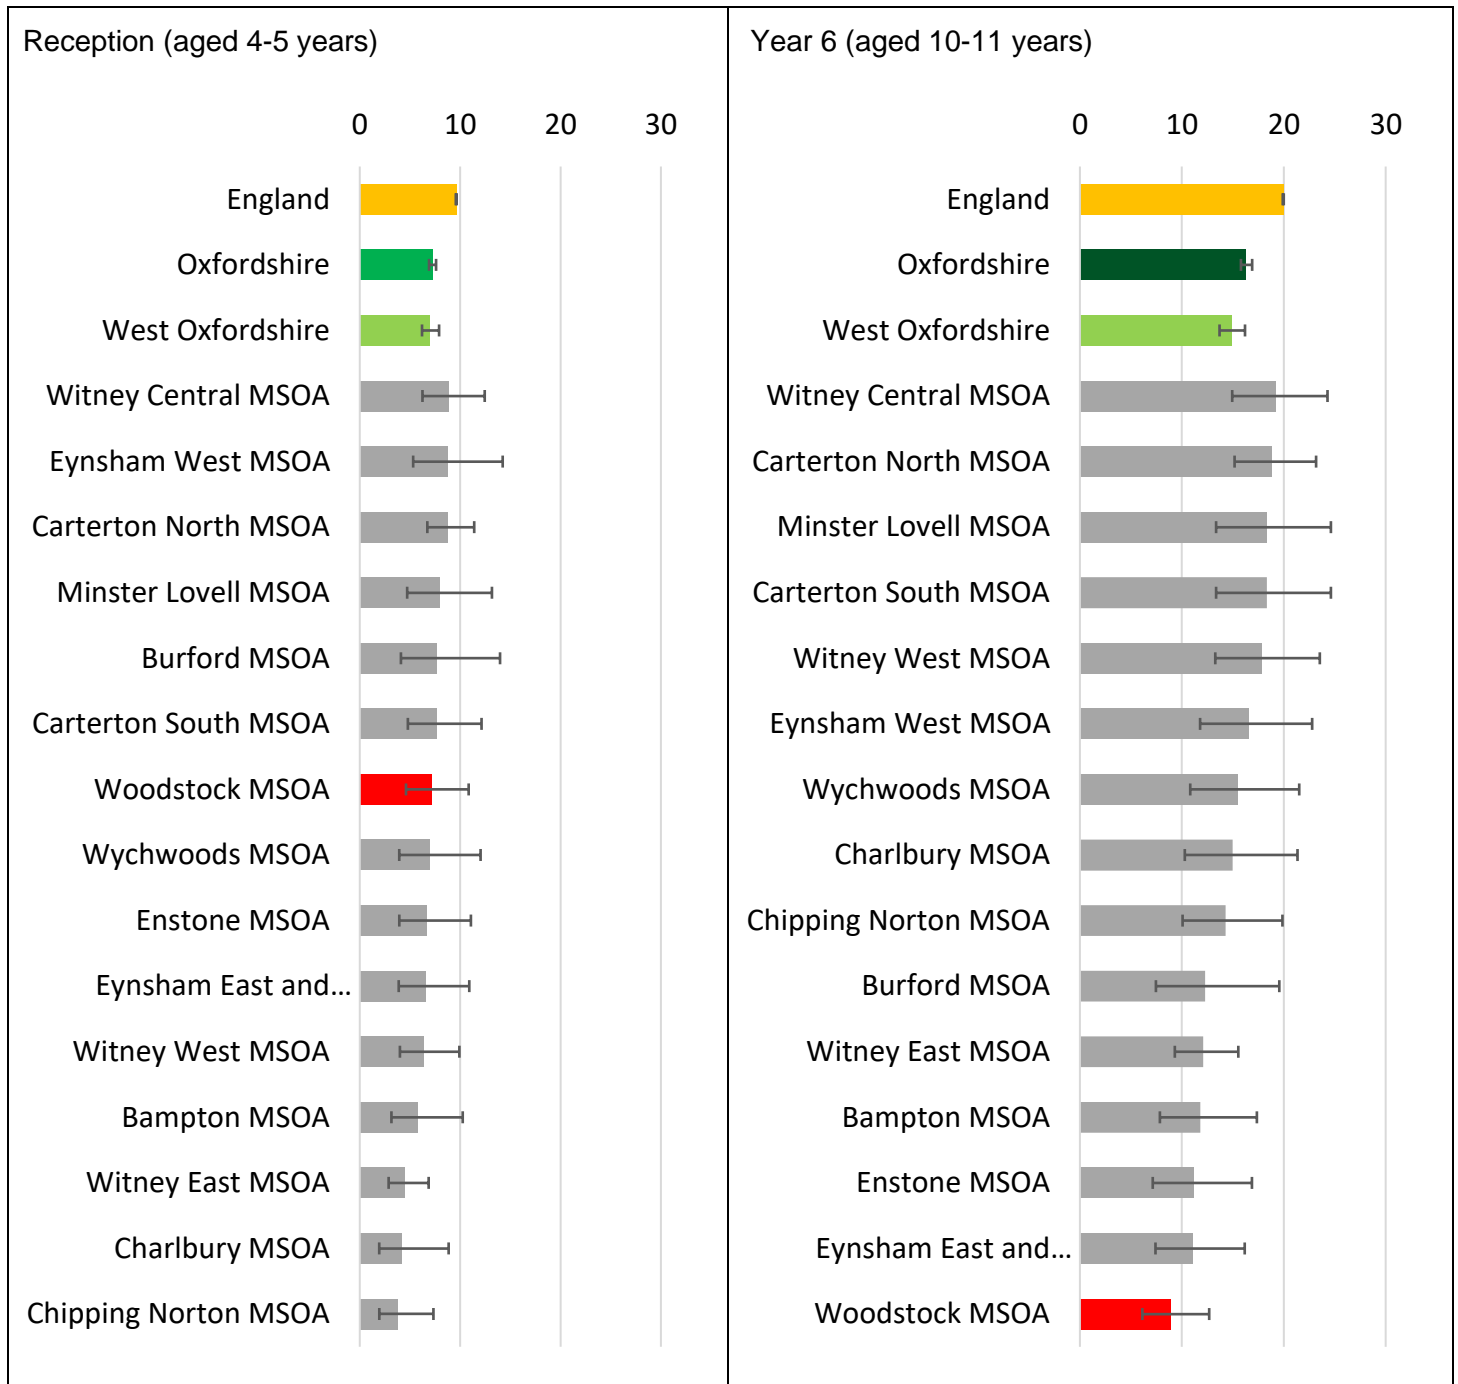 Reception (aged 4-5 years)
0 10 20 30
England
Oxfordshire
West Oxfordshire
Witney Central MSOA
Eynsham West MSOA
Carterton North MSOA
Minster Lovell MSOA
Burford MSOA
Carterton South MSOA
Woodstock MSOA
Wychwoods MSOA
Enstone MSOA
Eynsham East and...
Witney West MSOA
Bampton MSOA
Witney East MSOA
Charlbury MSOA
Chipping Norton MSOA
Year 6 (aged 10-11 years)
0 10 20 30
England
Oxfordshire
West Oxfordshire
Witney Central MSOA
Carterton North MSOA
Minster Lovell MSOA
Carterton South MSOA
Witney West MSOA
Eynsham West MSOA
Wychwoods MSOA
Charlbury MSOA
Chipping Norton MSOA
Burford MSOA
Witney East MSOA
Bampton MSOA
Enstone MSOA
Eynsham East and...
Woodstock MSOA